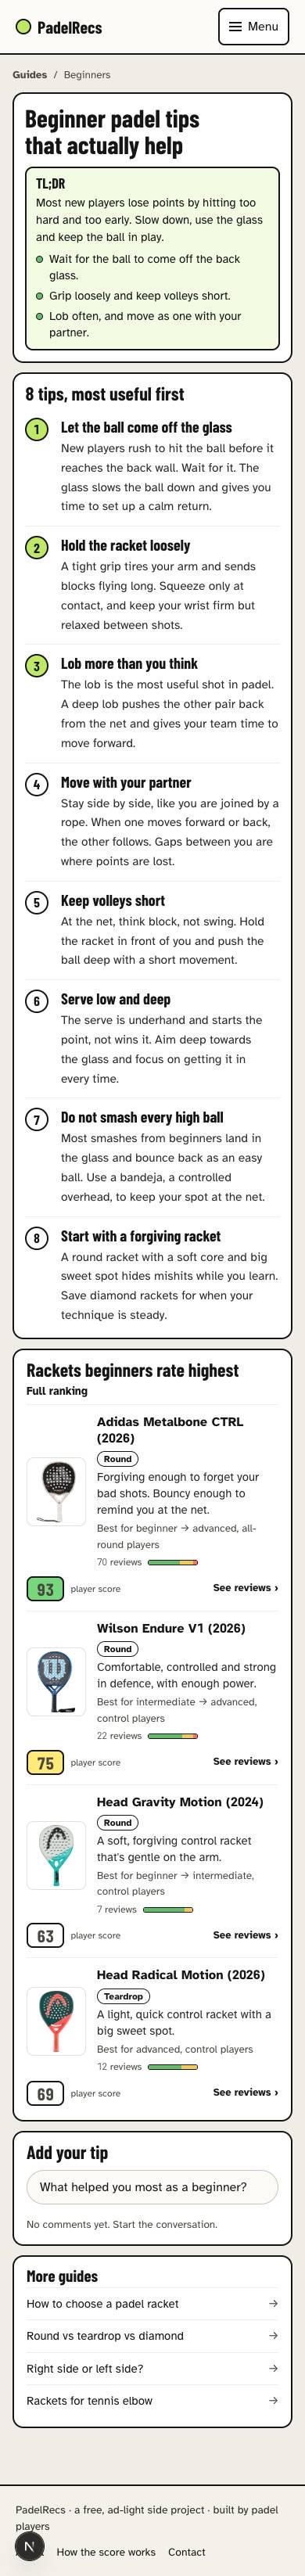 PadelRecs
Menu
Guides / Beginners
Beginner padel tips
that actually help
TL;DR
Most new players lose points by hitting too
hard and too early. Slow down, use the glass
and keep the ball in play.
Wait for the ball to come off the back
glass.
Grip loosely and keep volleys short.
Lob often, and move as one with your
partner.
8 tips, most useful first
1 Let the ball come off the glass
New players rush to hit the ball before it
reaches the back wall. Wait for it. The
glass slows the ball down and gives you
time to set up a calm return.
2 Hold the racket loosely
A tight grip tires your arm and sends
blocks flying long. Squeeze only at
contact, and keep your wrist firm but
relaxed between shots.
3 Lob more than you think
The lob is the most useful shot in padel.
A deep lob pushes the other pair back
from the net and gives your team time to
move forward.
4 Move with your partner
Stay side by side, like you are joined by a
rope. When one moves forward or back,
the other follows. Gaps between you are
where points are lost.
5 Keep volleys short
At the net, think block, not swing. Hold
the racket in front of you and push the
ball deep with a short movement.
6 Serve low and deep
The serve is underhand and starts the
point, not wins it. Aim deep towards
the glass and focus on getting it in
every time.
7 Do not smash every high ball
Most smashes from beginners land in
the glass and bounce back as an easy
ball. Use a bandeja, a controlled
overhead, to keep your spot at the net.
8 Start with a forgiving racket
A round racket with a soft core and big
sweet spot hides mishits while you learn.
Save diamond rackets for when your
technique is steady.
Rackets beginners rate highest
Full ranking
Adidas Metalbone CTRL
(2026)
Round
Forgiving enough to forget your
bad shots. Bouncy enough to
remind you at the net.
Best for beginner → advanced, all-
round players
70 reviews
93 player score See reviews ›
Wilson Endure V1 (2026)
Round
Comfortable, controlled and strong
in defence, with enough power.
Best for intermediate → advanced,
control players
22 reviews
75 player score See reviews ›
Head Gravity Motion (2024)
Round
A soft, forgiving control racket
that's gentle on the arm.
Best for beginner → intermediate,
control players
7 reviews
63 player score See reviews ›
Head Radical Motion (2026)
Teardrop
A light, quick control racket with a
big sweet spot.
Best for advanced, control players
12 reviews
69 player score See reviews ›
Add your tip
What helped you most as a beginner?
No comments yet. Start the conversation.
More guides
How to choose a padel racket →
Round vs teardrop vs diamond →
Right side or left side? →
Rackets for tennis elbow →
PadelRecs · a free, ad-light side project · built by padel
players
N
How the score works Contact